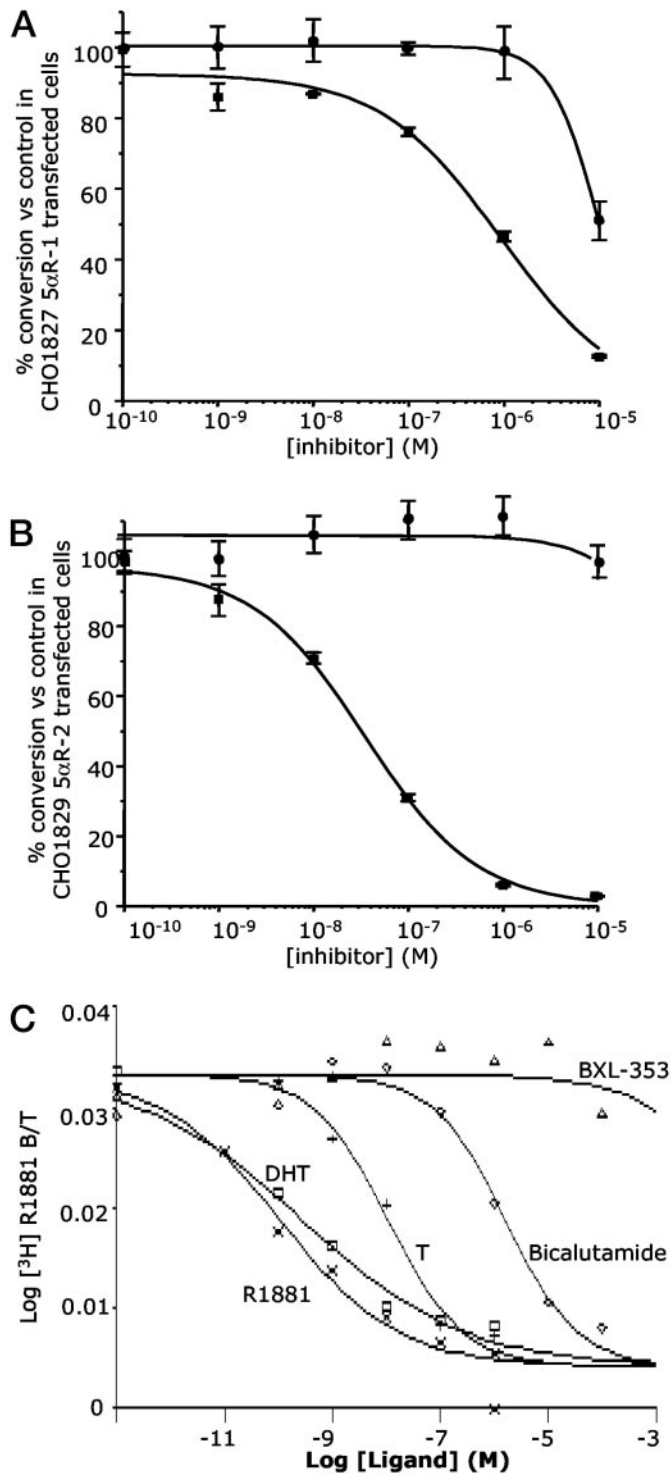 A
% conversion vs control in
CHO1827 5αR-1 transfected cells
100
80
60
40
20
0
10-10 10-9 10-8 10-7 10-6 10-5
[inhibitor] (M)
B
% conversion vs control in
CHO1829 5αR-2 transfected cells
100
80
60
40
20
0
10-10 10-9 10-8 10-7 10-6 10-5
[inhibitor] (M)
C
Log [3H] R1881 B/T
0.04
0.03
0.02
0.01
0
BXL-353
DHT
T
Bicalutamide
R1881
-11 -9 -7 -5 -3
Log [Ligand] (M)